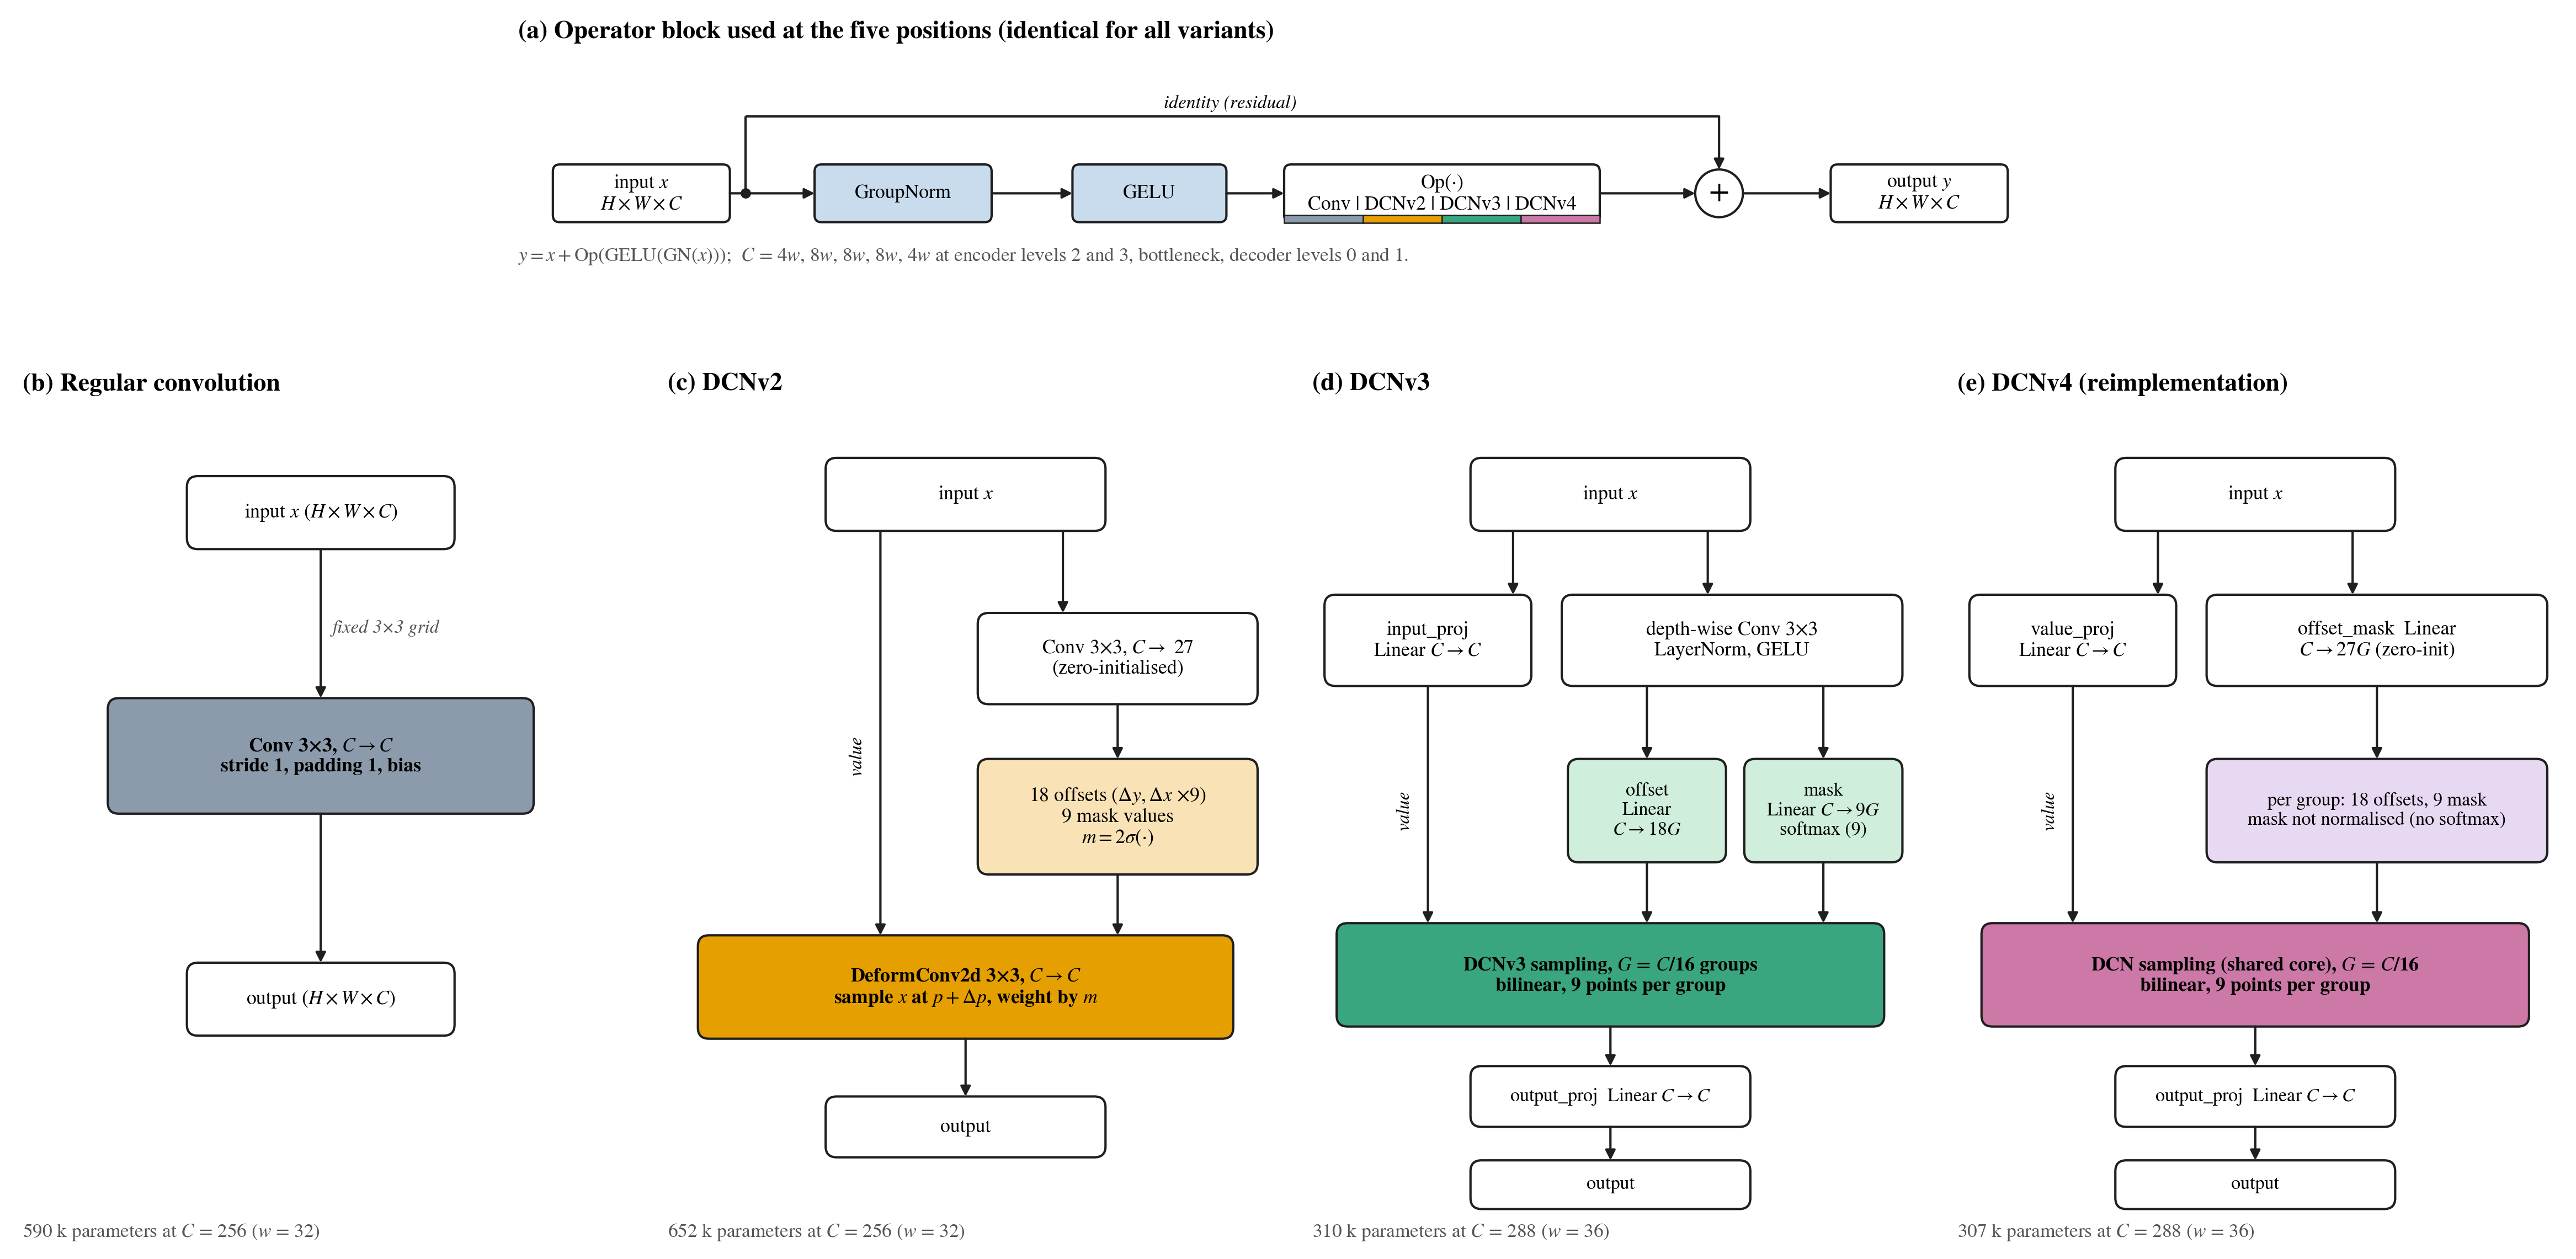 (a) Operator block used at the five positions (identical for all variants)
identity (residual)
input x
H×W×C
GroupNorm
GELU
Op(·)
Conv | DCNv2 | DCNv3 | DCNv4
+
output y
H×W×C
y = x + Op(GELU(GN(x))); C = 4w, 8w, 8w, 8w, 4w at encoder levels 2 and 3, bottleneck, decoder levels 0 and 1.
(b) Regular convolution
input x (H×W×C)
fixed 3×3 grid
Conv 3×3, C→C
stride 1, padding 1, bias
output (H×W×C)
590 k parameters at C = 256 (w = 32)
(c) DCNv2
input x
Conv 3×3, C→ 27
(zero-initialised)
value
18 offsets (Δy, Δx ×9)
9 mask values
m = 2σ(·)
DeformConv2d 3×3, C→C
sample x at p + Δp, weight by m
output
652 k parameters at C = 256 (w = 32)
(d) DCNv3
input x
input_proj
Linear C→C
depth-wise Conv 3×3
LayerNorm, GELU
value
offset
Linear
C→18G
mask
Linear C→9G
softmax (9)
DCNv3 sampling, G = C/16 groups
bilinear, 9 points per group
output_proj Linear C→C
output
310 k parameters at C = 288 (w = 36)
(e) DCNv4 (reimplementation)
input x
value_proj
Linear C→C
offset_mask Linear
C→27G (zero-init)
value
per group: 18 offsets, 9 mask
mask not normalised (no softmax)
DCN sampling (shared core), G = C/16
bilinear, 9 points per group
output_proj Linear C→C
output
307 k parameters at C = 288 (w = 36)